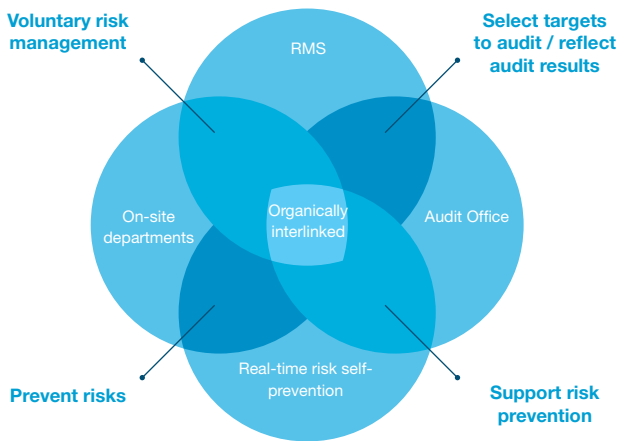 Voluntary risk
management
RMS
Select targets
to audit / reflect
audit results
On-site
departments
Organically
interlinked
Audit Office
Real-time risk self-
prevention
Prevent risks
Support risk
prevention